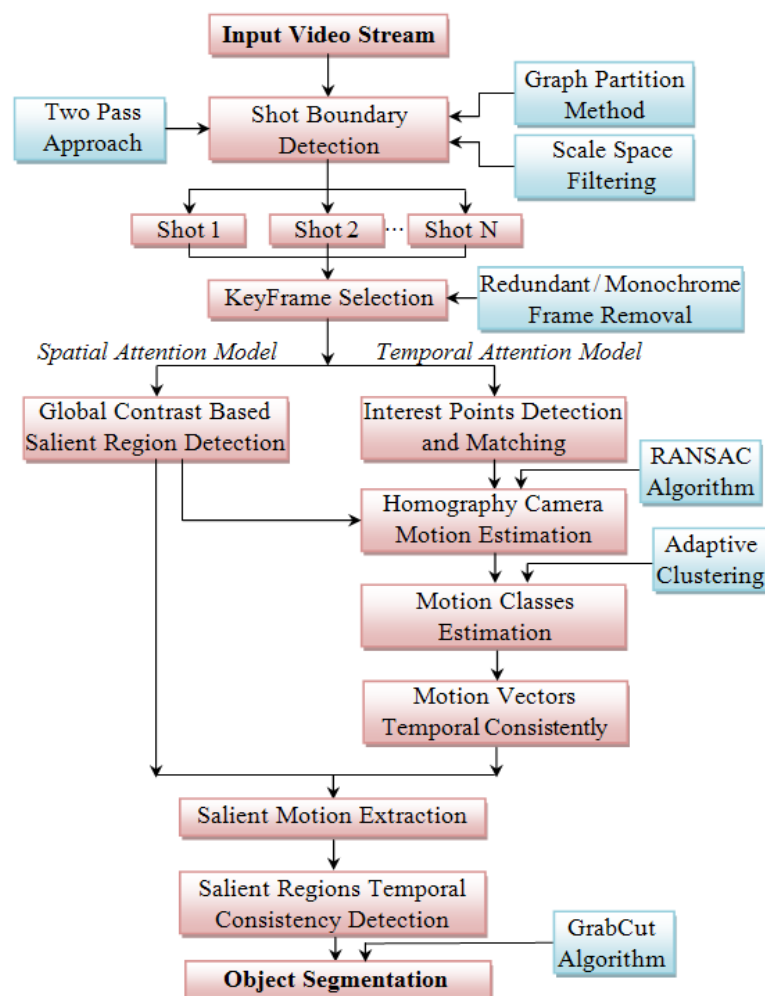 Input Video Stream
Graph Partition
Method
Two Pass
Approach
Shot Boundary
Detection
Scale Space
Filtering
Shot 1
Shot 2
...
Shot N
KeyFrame Selection
Redundant / Monochrome
Frame Removal
Spatial Attention Model
Temporal Attention Model
Global Contrast Based
Salient Region Detection
Interest Points Detection
and Matching
RANSAC
Algorithm
Homography Camera
Motion Estimation
Adaptive
Clustering
Motion Classes
Estimation
Motion Vectors
Temporal Consistently
Salient Motion Extraction
Salient Regions Temporal
Consistency Detection
GrabCut
Algorithm
Object Segmentation